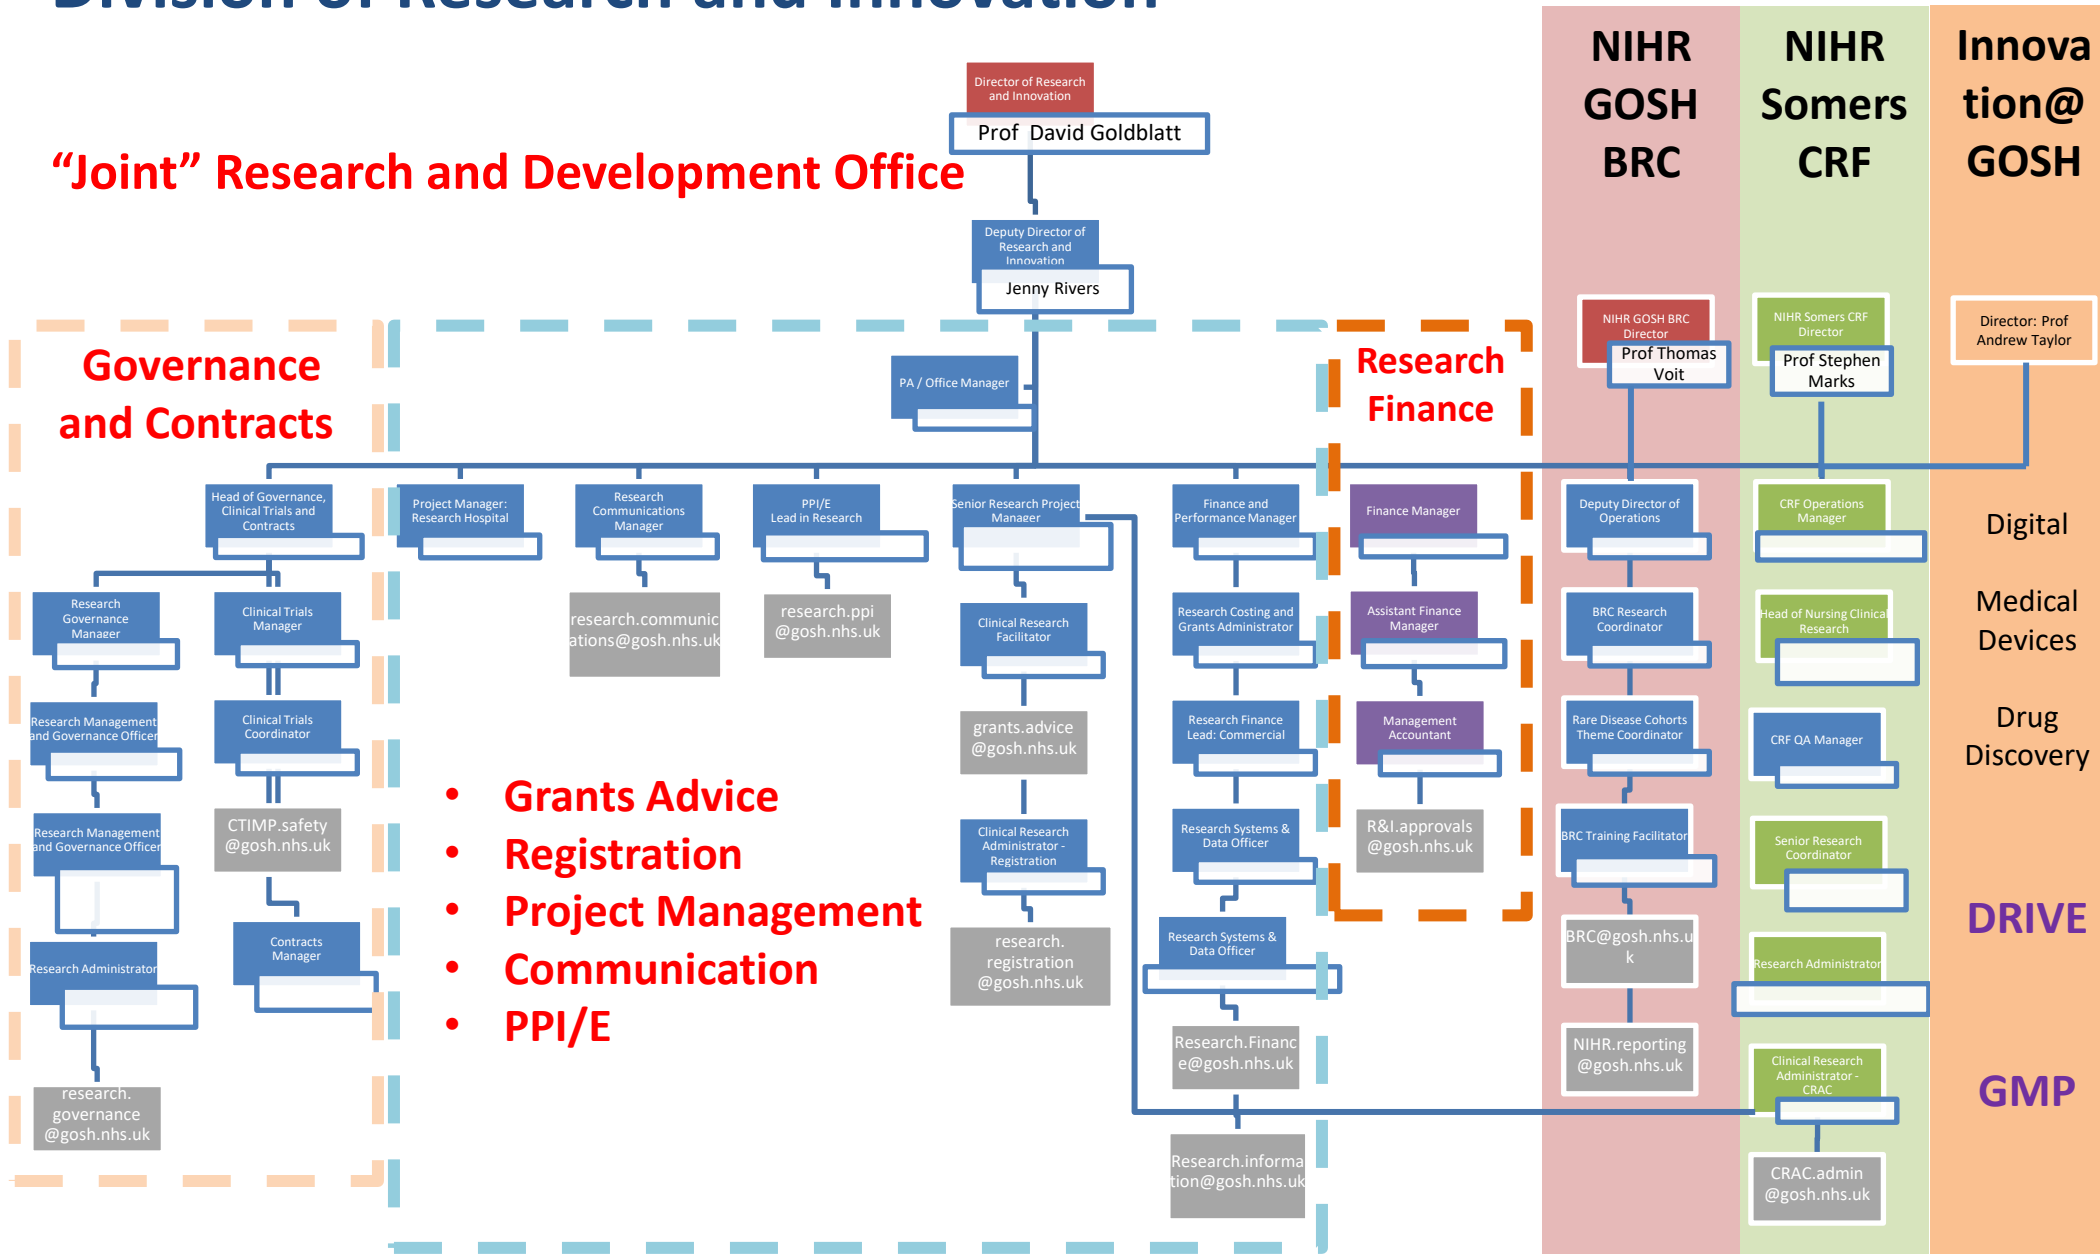 Division of Research and Innovation
"Joint" Research and Development Office
Director of Research
and Innovation
Prof David Goldblatt
Deputy Director of
Research and
Innovation
Jenny Rivers
PA / Office Manager
NIHR
GOSH
BRC
NIHR
Somers
CRF
Innova
tion@
GOSH
NIHR GOSH BRC
Director
Prof Thomas
Voit
NIHR Somers CRF
Director
Prof Stephen
Marks
Director: Prof
Andrew Taylor
Governance
and Contracts
Research
Finance
Head of Governance,
Clinical Trials and
Contracts
Research
Governance
Manager
Research Management
and Governance Officer
Research Management
and Governance Officer
Research Administrator
research.
governance
@gosh.nhs.uk
Clinical Trials
Manager
Clinical Trials
Coordinator
CTIMP.safety
@gosh.nhs.uk
Contracts
Manager
Project Manager:
Research Hospital
Research
Communications
Manager
research.communic
ations@gosh.nhs.uk
PPI/E
Lead in Research
research.ppi
@gosh.nhs.uk
• Grants Advice
• Registration
• Project Management
• Communication
• PPI/E
Senior Research Project
Manager
Clinical Research
Facilitator
grants.advice
@gosh.nhs.uk
Clinical Research
Administrator -
Registration
research.
registration
@gosh.nhs.uk
Finance and
Performance Manager
Research Costing and
Grants Administrator
Research Finance
Lead: Commercial
Research Systems &
Data Officer
Research Systems &
Data Officer
Research.Financ
e@gosh.nhs.uk
Research.informa
tion@gosh.nhs.uk
Finance Manager
Assistant Finance
Manager
Management
Accountant
R&I.approvals
@gosh.nhs.uk
Deputy Director of
Operations
BRC Research
Coordinator
Rare Disease Cohorts
Theme Coordinator
BRC Training Facilitator
BRC@gosh.nhs.u
k
NIHR.reporting
@gosh.nhs.uk
CRF Operations
Manager
Head of Nursing Clinical
Research
CRF QA Manager
Senior Research
Coordinator
Research Administrator
Clinical Research
Administrator -
CRAC
CRAC.admin
@gosh.nhs.uk
Digital
Medical
Devices
Drug
Discovery
DRIVE
GMP